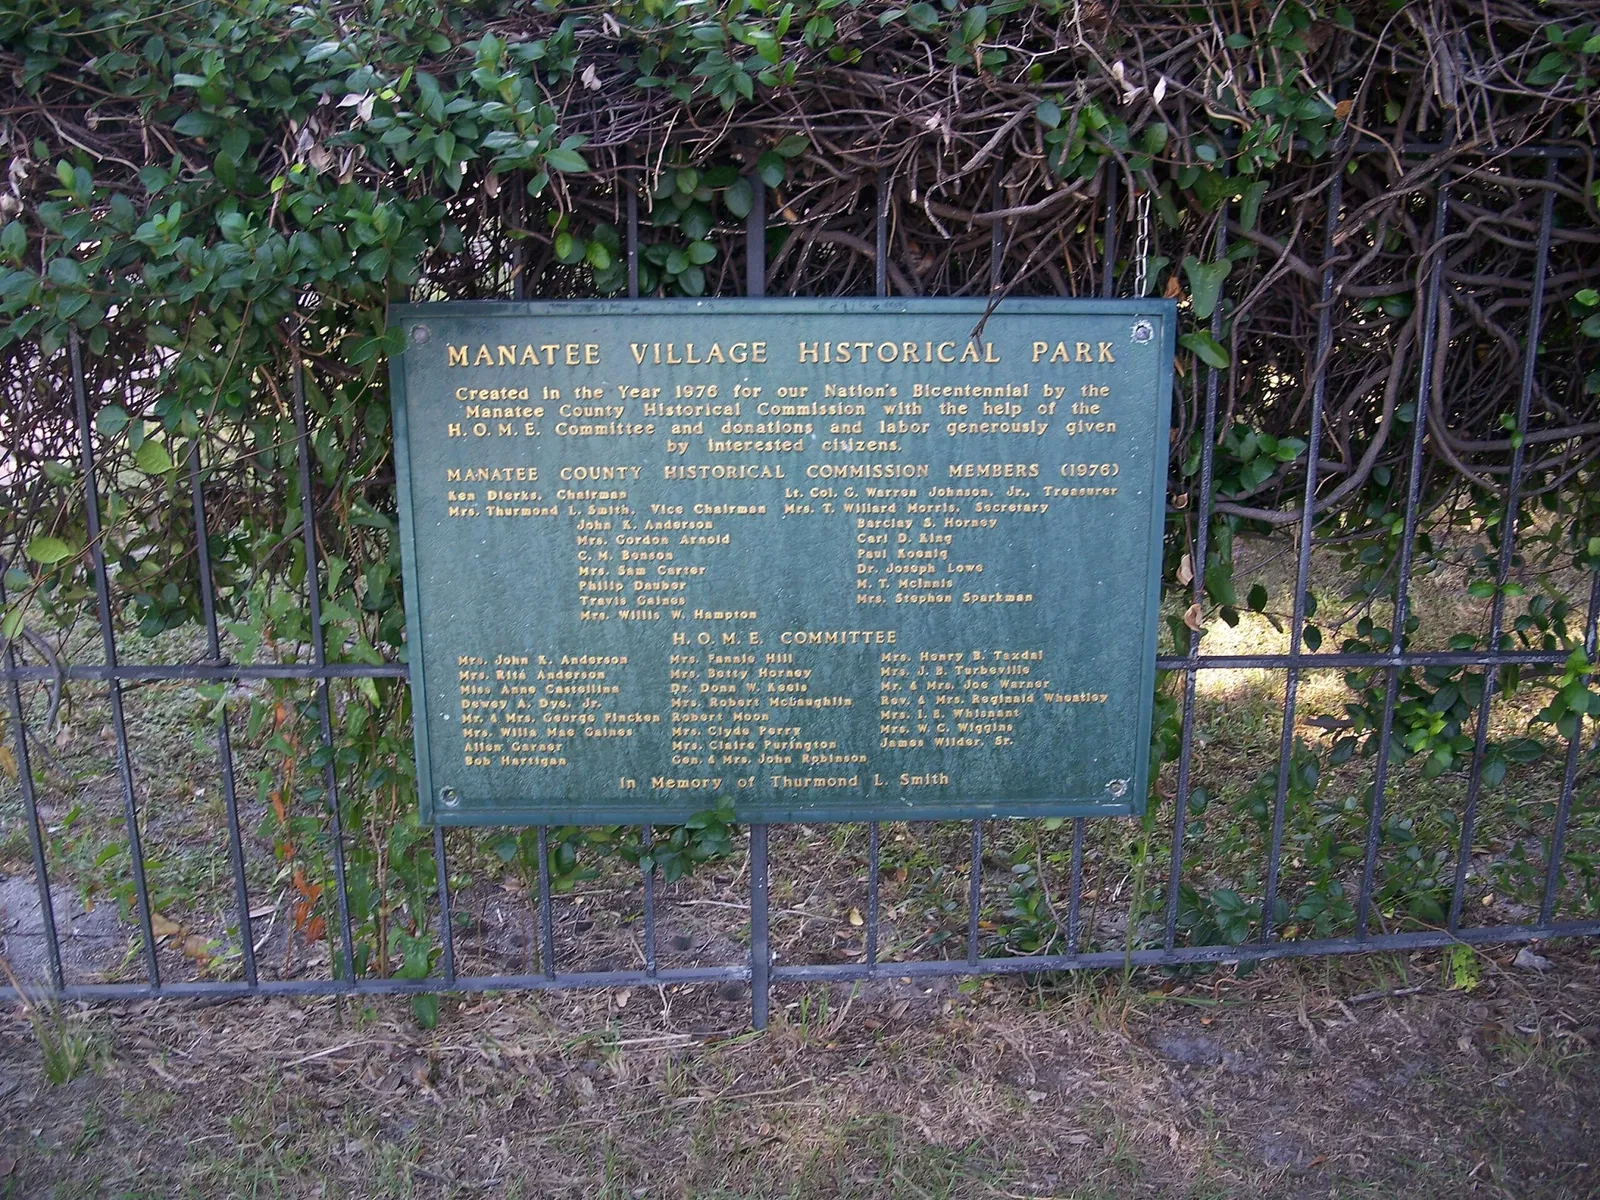 MANATEE VILLAGE HISTORICAL PARK
Created in the Year 1976 for our Nation's Bicentennial by the
Manatee County Historical Commission with the help of the
H. O. M. E. Committee and donations and labor generously given
by interested citizens.
MANATEE COUNTY HISTORICAL COMMISSION MEMBERS (1976)
Ken Dierks, Chairman Lt. Col. G. Warren Johnson, Jr., Treasurer
Mrs. Thurmond L. Smith, Vice Chairman Mrs. T. Willard Morris, Secretary
John K. Anderson Barclay S. Horney
Mrs. Gordon Arnold Carl D. King
C. M. Benson Paul Koenig
Mrs. Sam Carter Dr. Joseph Lowe
Philip Dauber M. T. McInnis
Travis Gaines Mrs. Stephen Sparkman
Mrs. Willis W. Hampton
H. O. M. E. COMMITTEE
Mrs. John K. Anderson Mrs. Fannie Hill Mrs. Henry B. Taxdal
Mrs. Rita Anderson Mrs. Betty Horney Mrs. J. B. Turbeville
Miss Anne Castellina Dr. Donn W. Keels Mr. & Mrs. Joe Warner
Dewey A. Dye, Jr. Mrs. Robert McLaughlin Rev. & Mrs. Reginald Wheatley
Mr. & Mrs. George Fincken Robert Moon Mrs. I. E. Whisnant
Mrs. Willa Mae Gaines Mrs. Clyde Perry Mrs. W. C. Wiggins
Allen Garner Mrs. Claire Purington James Wilder, Sr.
Bob Hartigan Gen. & Mrs. John Robinson
In Memory of Thurmond L. Smith